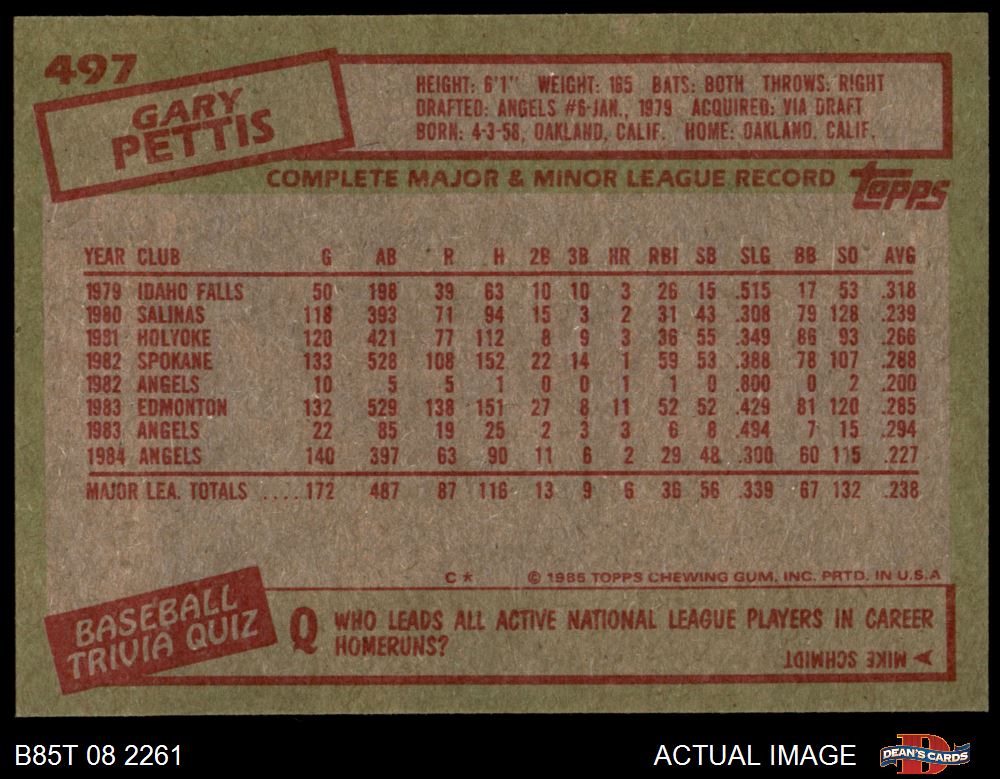 497
GARY
PETTIS
HEIGHT: 6'1" WEIGHT: 165 BATS: BOTH THROWS: RIGHT
DRAFTED: ANGELS #6-JAN., 1979 ACQUIRED: VIA DRAFT
BORN: 4-3-58, OAKLAND, CALIF. HOME: OAKLAND, CALIF.
COMPLETE MAJOR & MINOR LEAGUE RECORD topps
YEAR CLUB G AB R H 2B 3B HR RBI SB SLG BB SO AVG
1979 IDAHO FALLS 50 198 39 63 10 10 3 26 15 .515 17 53 .318
1980 SALINAS 118 393 71 94 15 3 2 31 43 .308 79 128 .239
1981 HOLYOKE 120 421 77 112 8 9 3 36 55 .349 86 93 .266
1982 SPOKANE 133 528 108 152 22 14 1 59 53 .388 78 107 .288
1982 ANGELS 10 5 5 1 0 0 1 1 0 .800 0 2 .200
1983 EDMONTON 132 529 138 151 27 8 11 52 52 .429 81 120 .285
1983 ANGELS 22 85 19 25 2 3 3 6 8 .494 7 15 .294
1984 ANGELS 140 397 63 90 11 6 2 29 48 .300 60 115 .227
MAJOR LEA. TOTALS ....172 487 87 116 13 9 6 36 56 .339 67 132 .238
C* © 1985 TOPPS CHEWING GUM, INC. PRTD. IN U.S.A
BASEBALL
TRIVIA QUIZ
Q WHO LEADS ALL ACTIVE NATIONAL LEAGUE PLAYERS IN CAREER
HOMERUNS?
MIKE SCHMIDT
B85T 08 2261 ACTUAL IMAGE DEAN'S CARDS